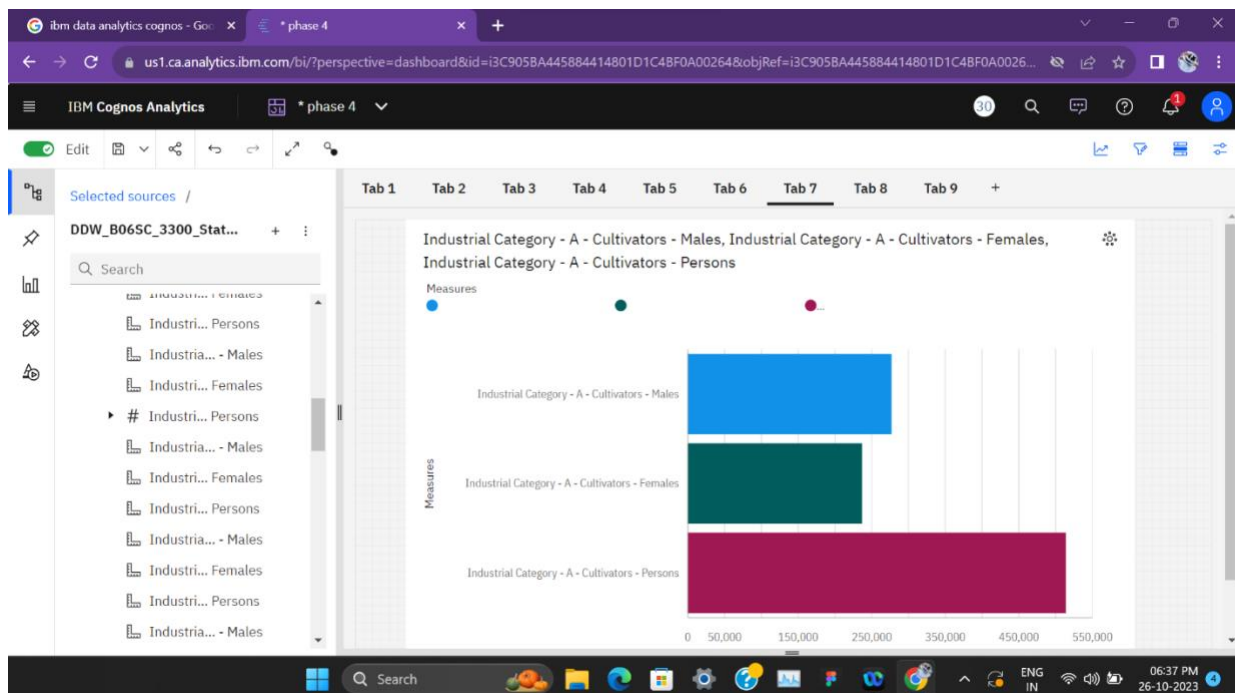 ibm data analytics cognos - Goo
* phase 4
us1.ca.analytics.ibm.com/bi/?perspective=dashboard&id=i3C905BA445884414801D1C4BF0A00264&objRef=i3C905BA445884414801D1C4BF0A0026...
IBM Cognos Analytics
* phase 4
30
1
Edit
Selected sources /
Tab 1 Tab 2 Tab 3 Tab 4 Tab 5 Tab 6 Tab 7 Tab 8 Tab 9 +
DDW_B06SC_3300_Stat... +
Search
Industri... Females
Industri... Persons
Industria... - Males
Industri... Females
# Industri... Persons
Industria... - Males
Industri... Females
Industri... Persons
Industria... - Males
Industri... Females
Industri... Persons
Industria... - Males
Industrial Category - A - Cultivators - Males, Industrial Category - A - Cultivators - Females,
Industrial Category - A - Cultivators - Persons
Measures
...
Measures
Industrial Category - A - Cultivators - Males
Industrial Category - A - Cultivators - Females
Industrial Category - A - Cultivators - Persons
0 50,000 150,000 250,000 350,000 450,000 550,000
Search
ENG
IN
06:37 PM
26-10-2023
4